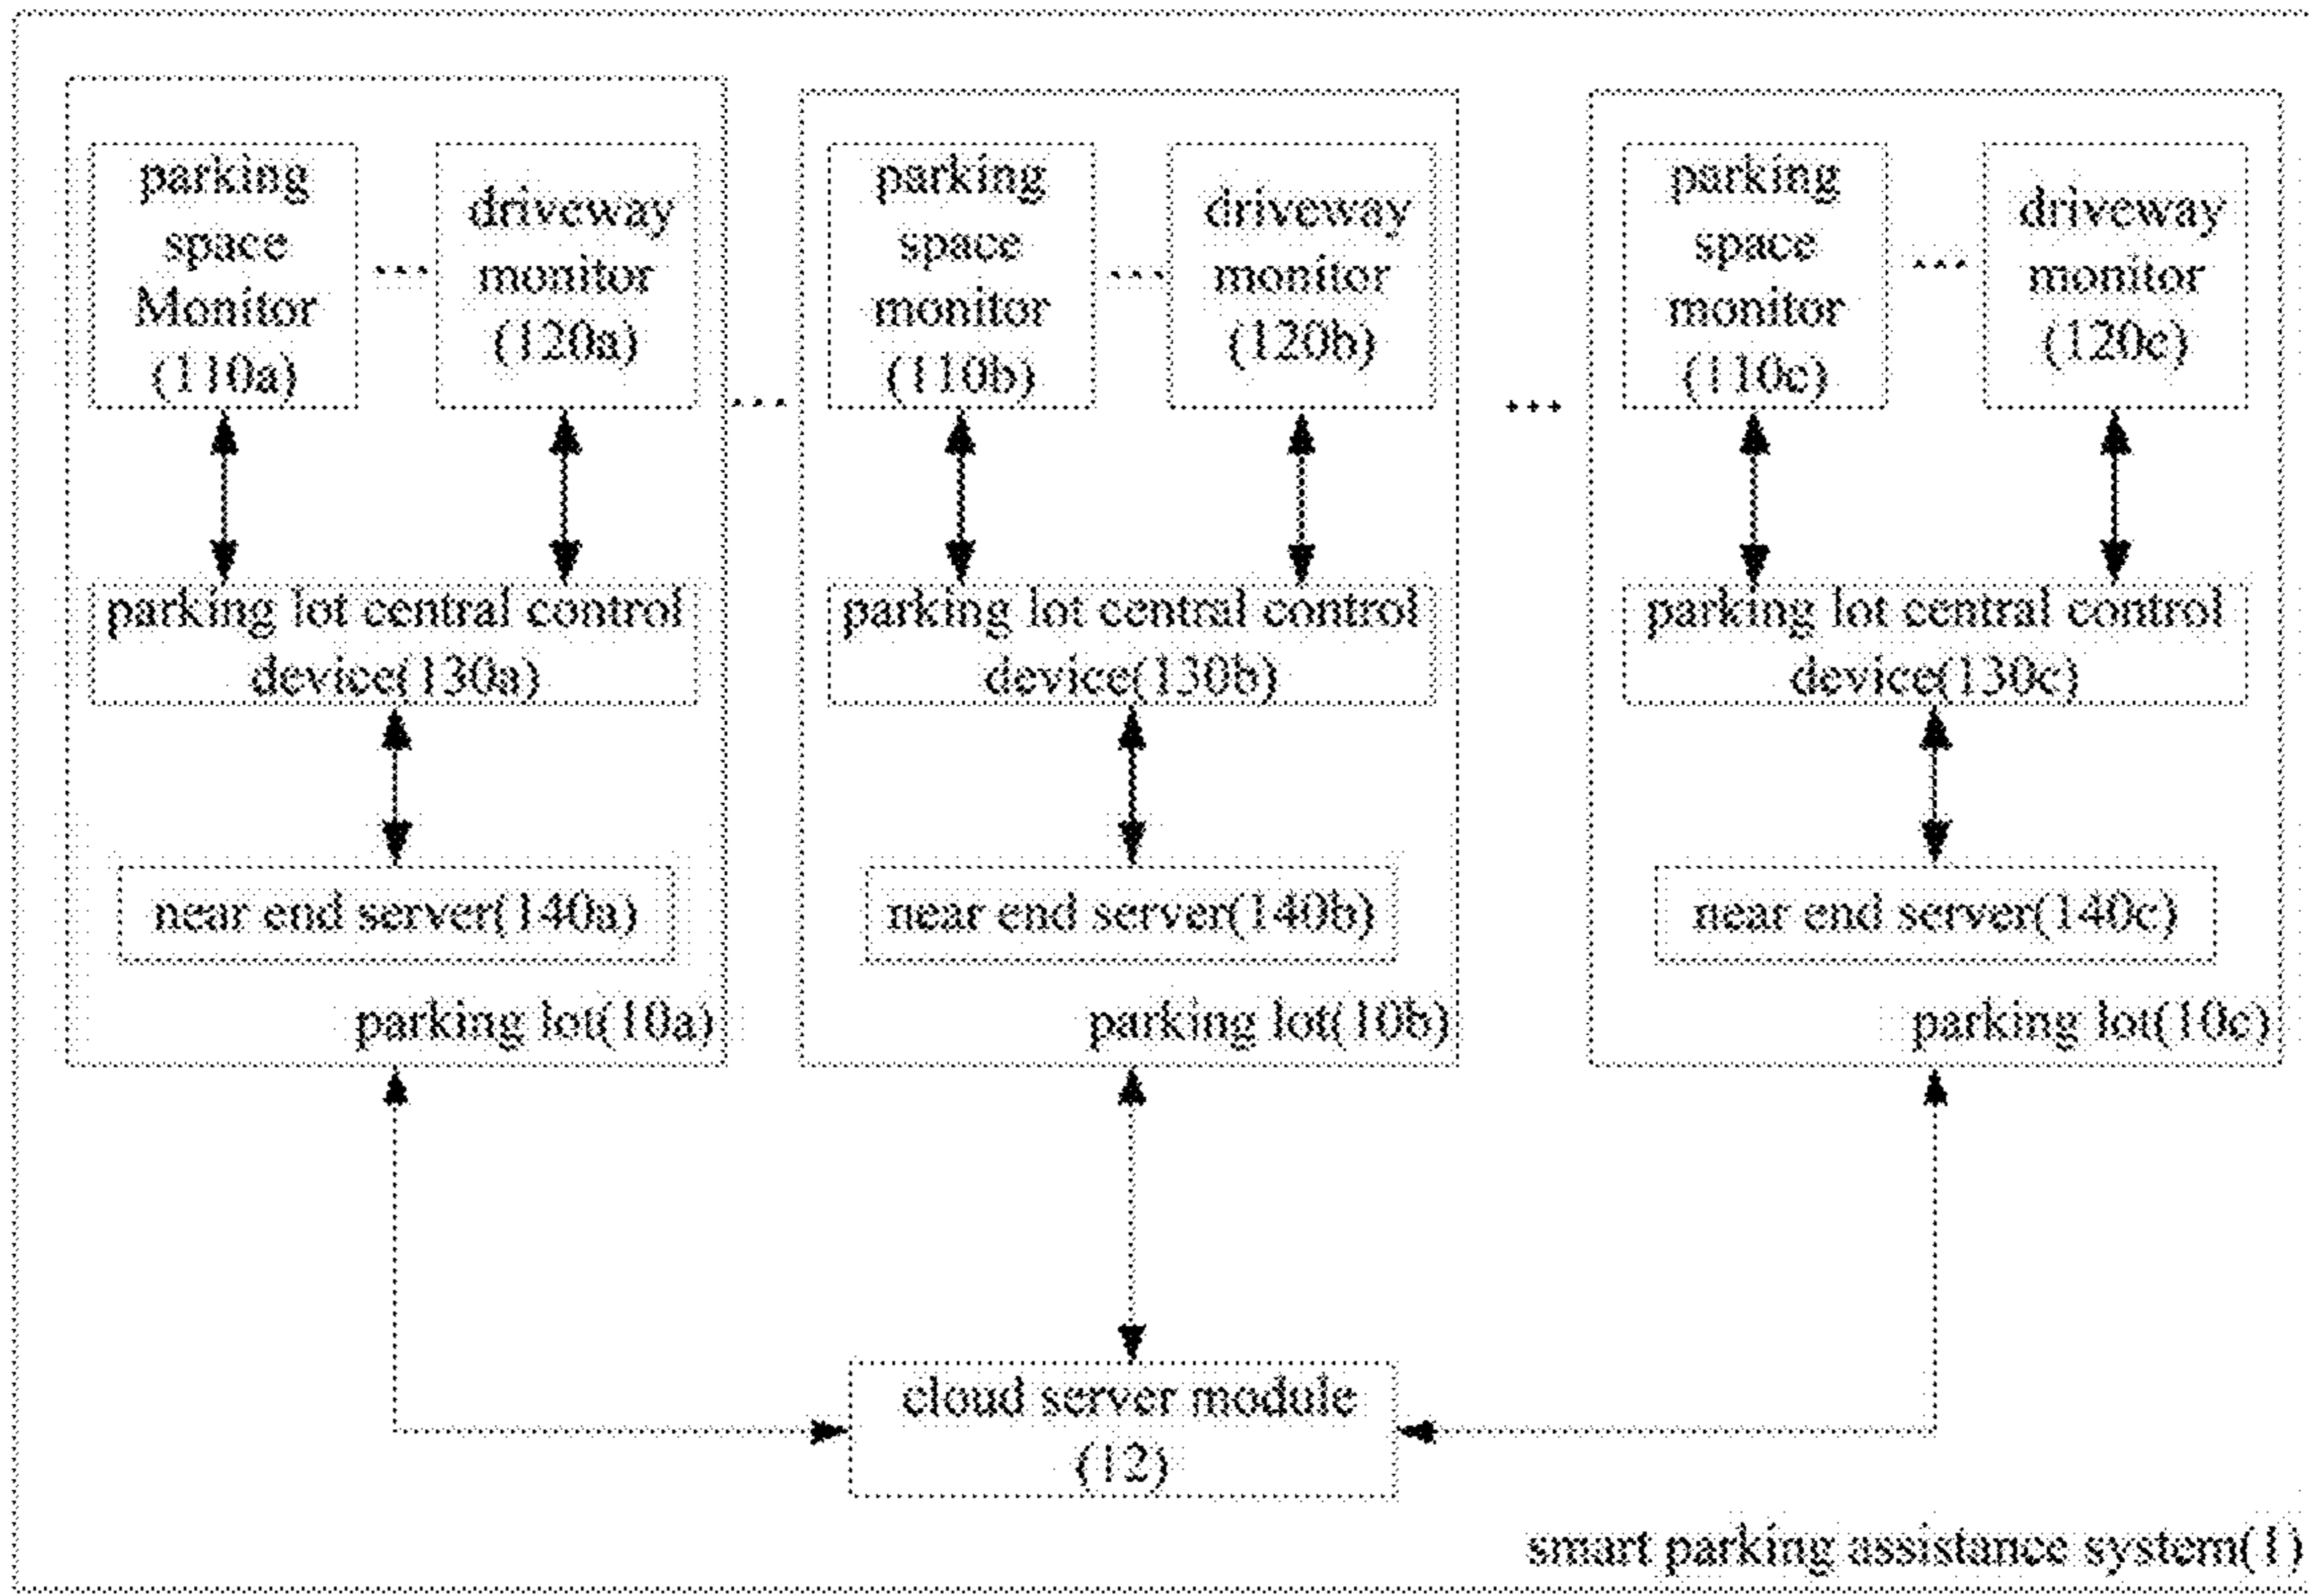 parking
space
Monitor
(110a)
...
driveway
monitor
(120a)
parking lot central control
device(130a)
near end server(140a)
parking lot(10a)
...
parking
space
monitor
(110b)
...
driveway
monitor
(120b)
parking lot central control
device(130b)
near end server(140b)
parking lot(10b)
...
parking
space
monitor
(110c)
...
driveway
monitor
(120c)
parking lot central control
device(130c)
near end server(140c)
parking lot(10c)
cloud server module
(12)
smart parking assistance system(1)